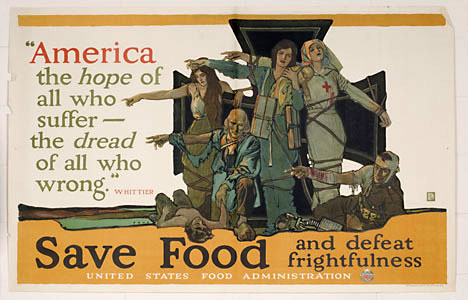 "America
the hope of
all who
suffer—
the dread
of all who
wrong."
WHITTIER
Save Food
and defeat
frightfulness
UNITED STATES FOOD ADMINISTRATION